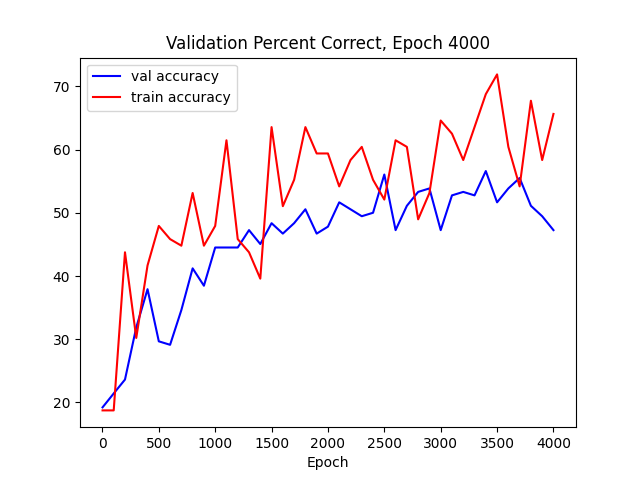 Validation Percent Correct, Epoch 4000
val accuracy
train accuracy
70
60
50
40
30
20
0 500 1000 1500 2000 2500 3000 3500 4000
Epoch